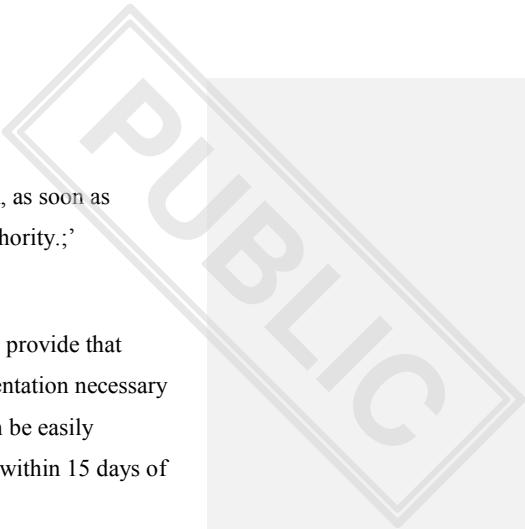 , as soon as
hority.;’
provide that
entation necessary
be easily
within 15 days of
PUBLIC